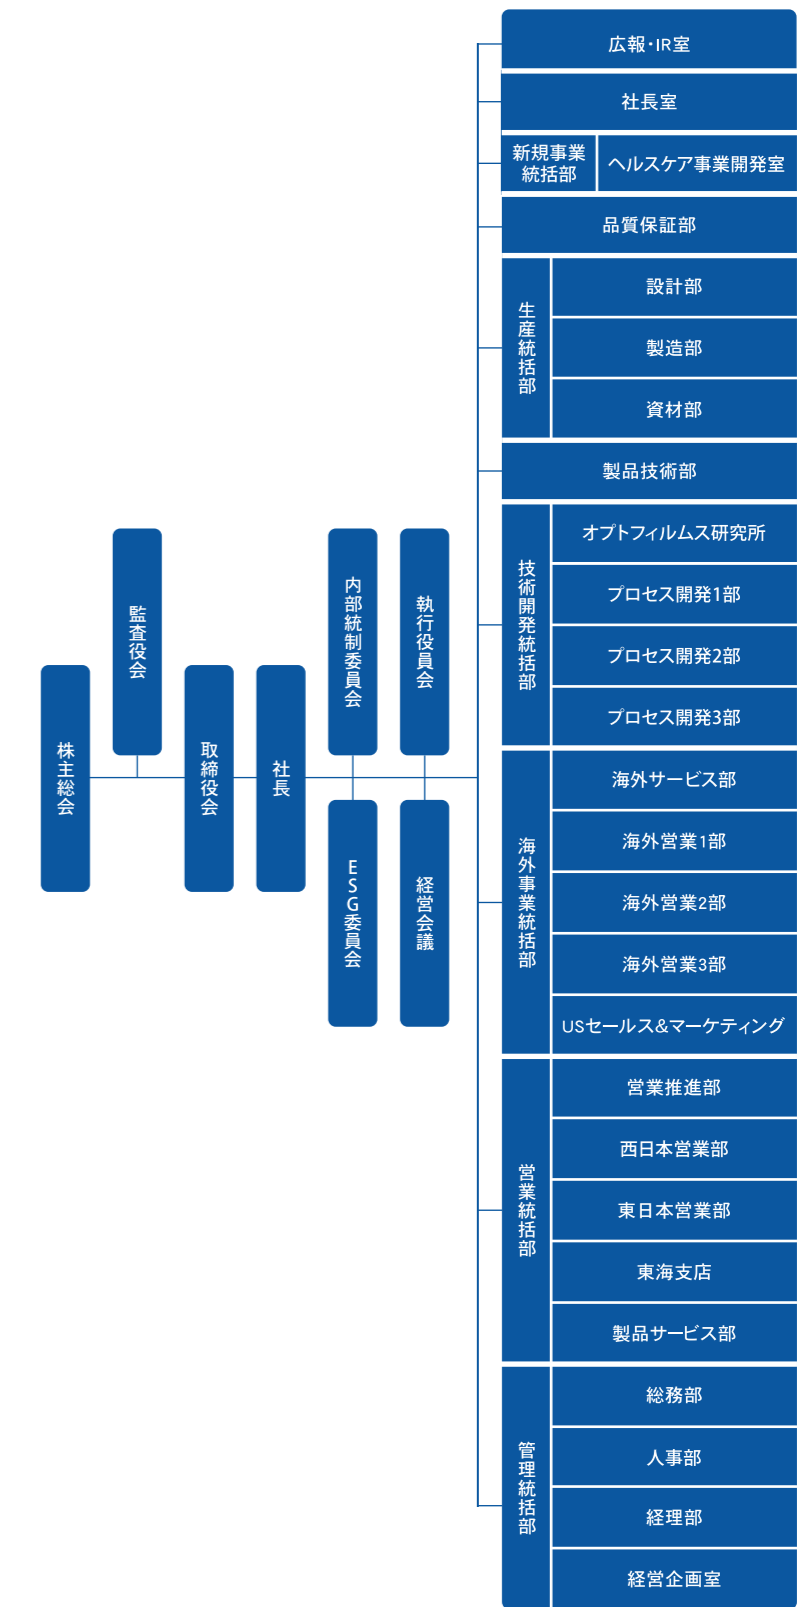 株主総会
監査役会
取締役会
社長
内部統制委員会
ESG委員会
執行役員会
経営会議
広報・IR室
社長室
新規事業
統括部
ヘルスケア事業開発室
品質保証部
生産統括部
設計部
製造部
資材部
製品技術部
技術開発統括部
オプトフィルムス研究所
プロセス開発1部
プロセス開発2部
プロセス開発3部
海外事業統括部
海外サービス部
海外営業1部
海外営業2部
海外営業3部
USセールス&マーケティング
営業統括部
営業推進部
西日本営業部
東日本営業部
東海支店
製品サービス部
管理統括部
総務部
人事部
経理部
経営企画室